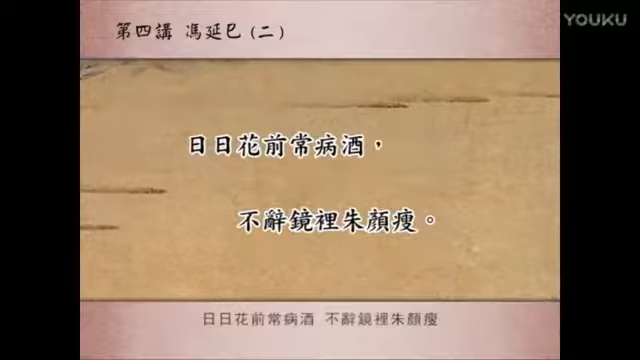 第四講 馮延巳(二)
YOUKU
日日花前常病酒，
不辭鏡裡朱顏瘦。
日日花前常病酒 不辭鏡裡朱顏瘦